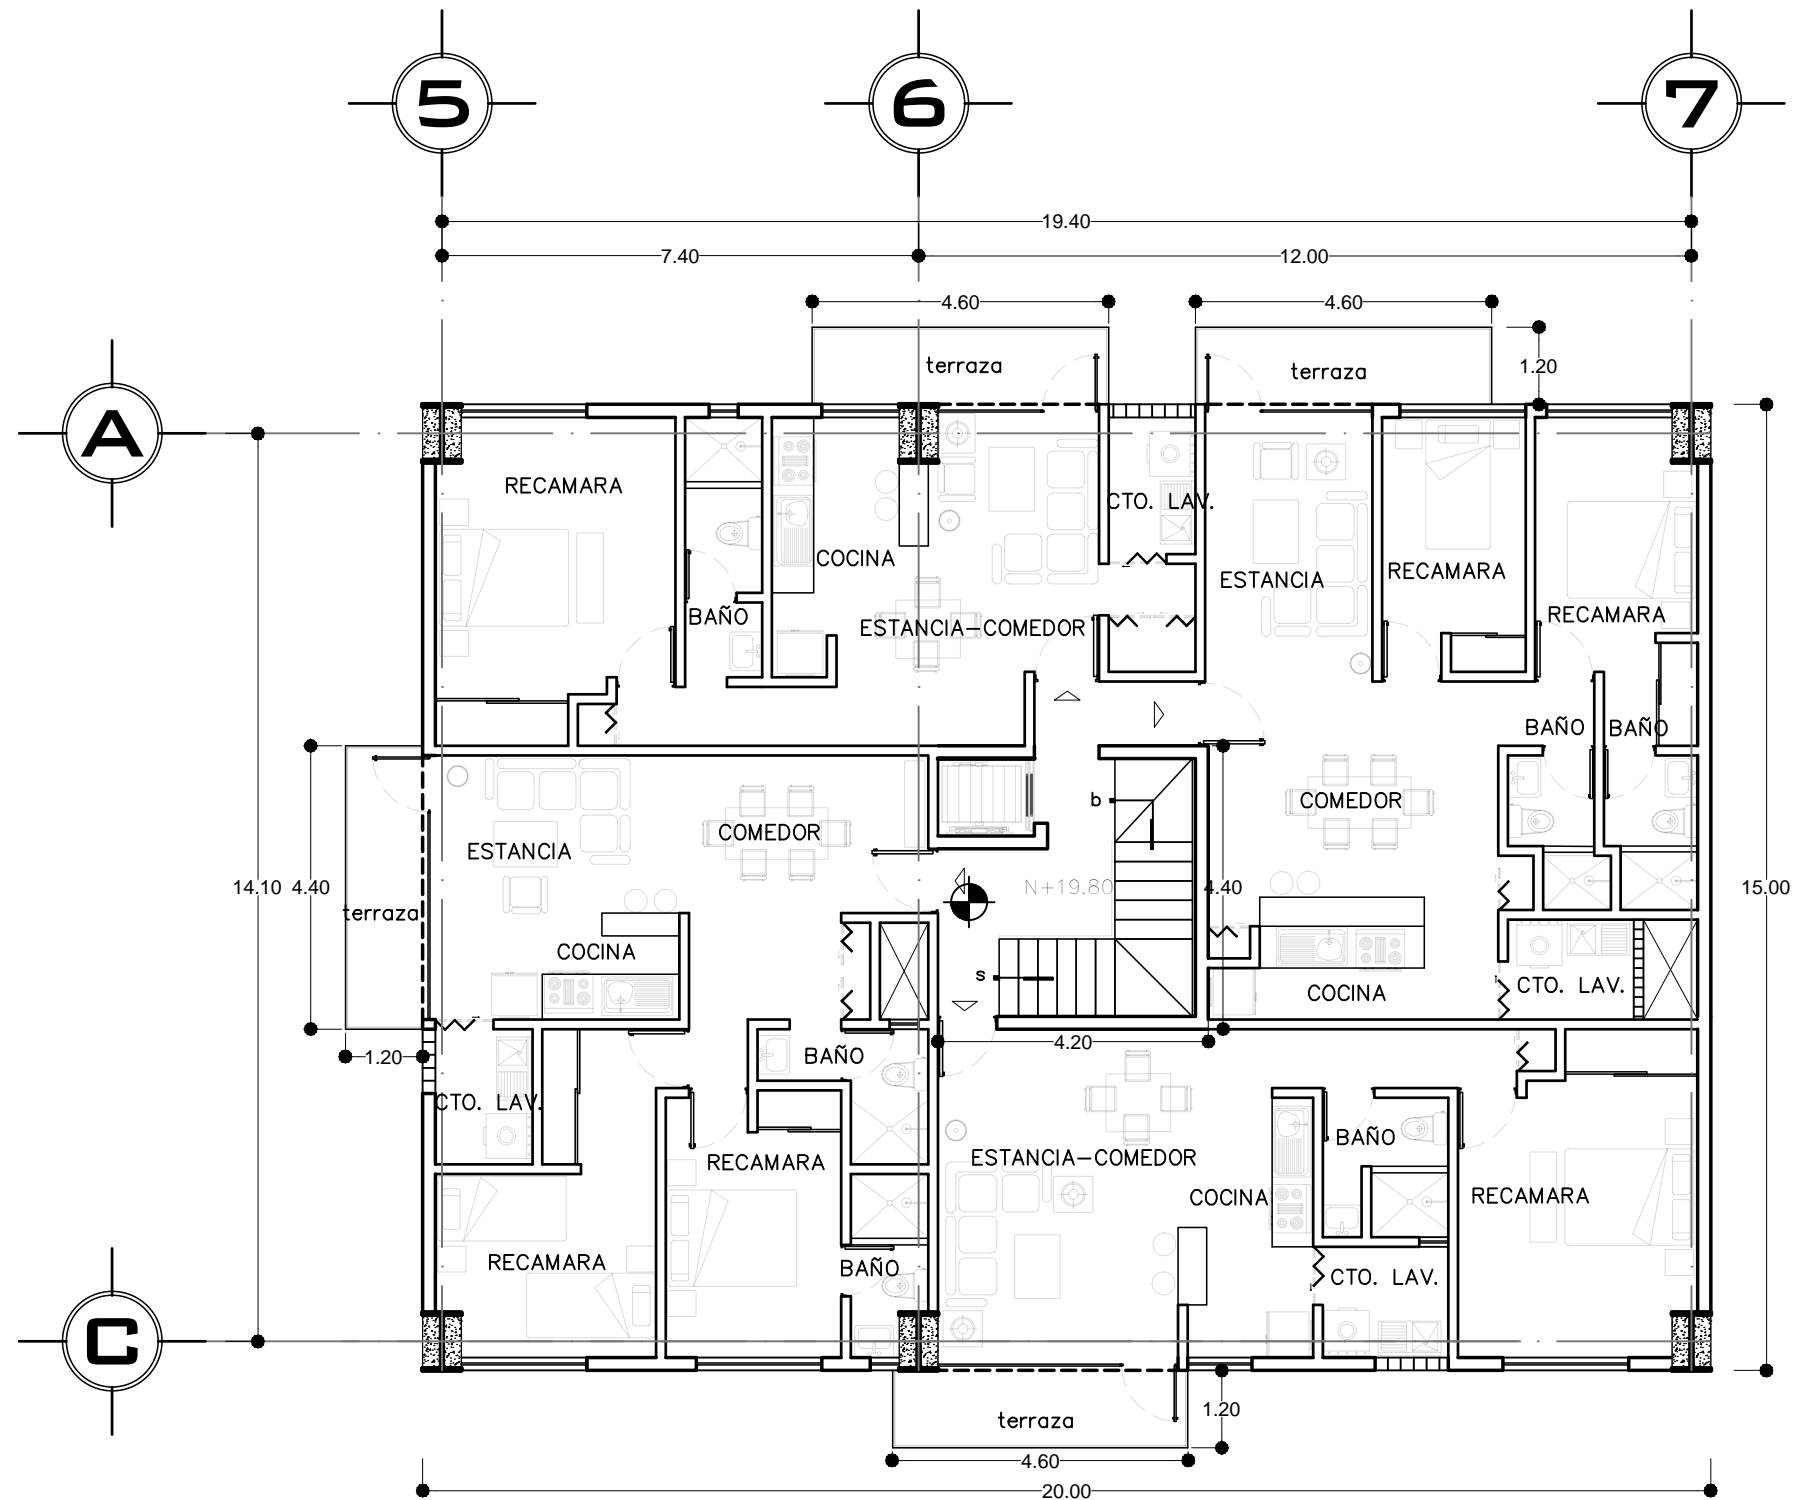 5 6 7
19.40
7.40 12.00
4.60 4.60
terraza terraza 1.20
A
RECAMARA
CTO. LAV.
COCINA ESTANCIA RECAMARA
BAÑO ESTANCIA-COMEDOR RECAMARA
BAÑO BAÑO
b COMEDOR
ESTANCIA COMEDOR
14.10 4.40 N+19.80 4.40 15.00
terraza
COCINA
s COCINA CTO. LAV.
1.20 BAÑO 4.20
CTO. LAV.
RECAMARA ESTANCIA-COMEDOR BAÑO
COCINA RECAMARA
RECAMARA BAÑO CTO. LAV.
C
terraza 1.20
4.60
20.00